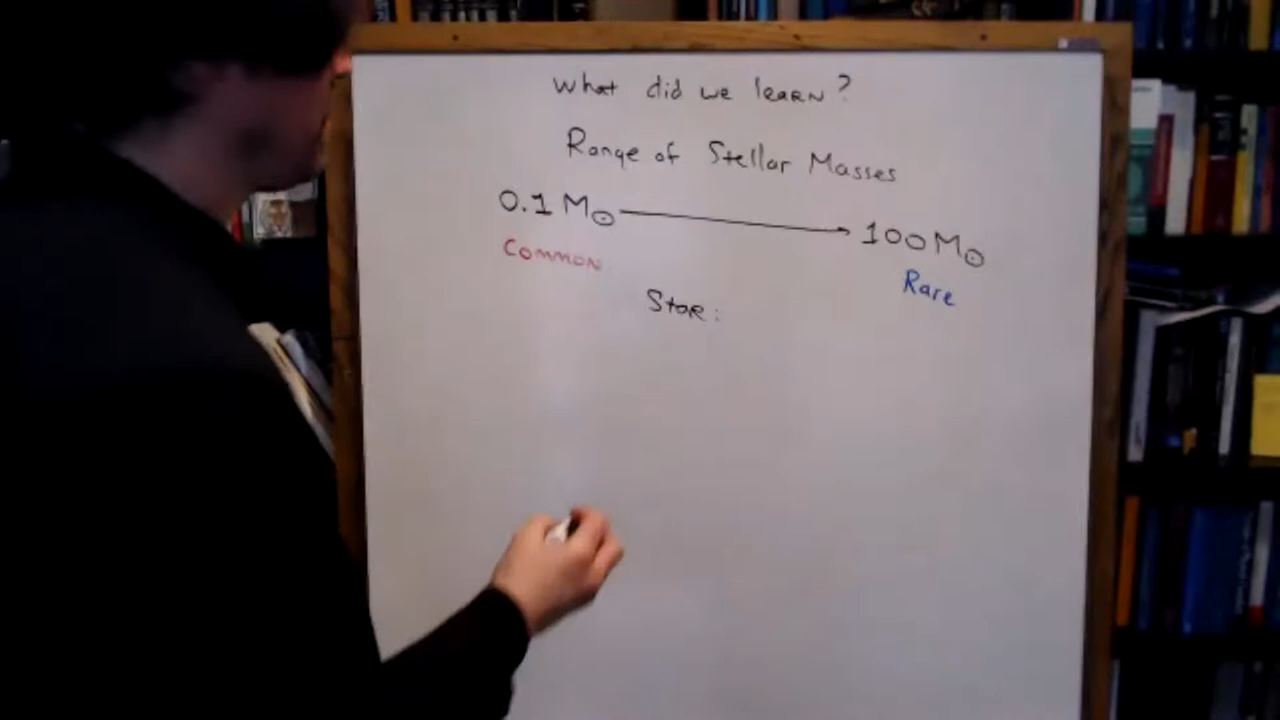 What did we learn?
Range of Stellar Masses
0.1 M⊙ → 100 M⊙
Common Rare
Star: